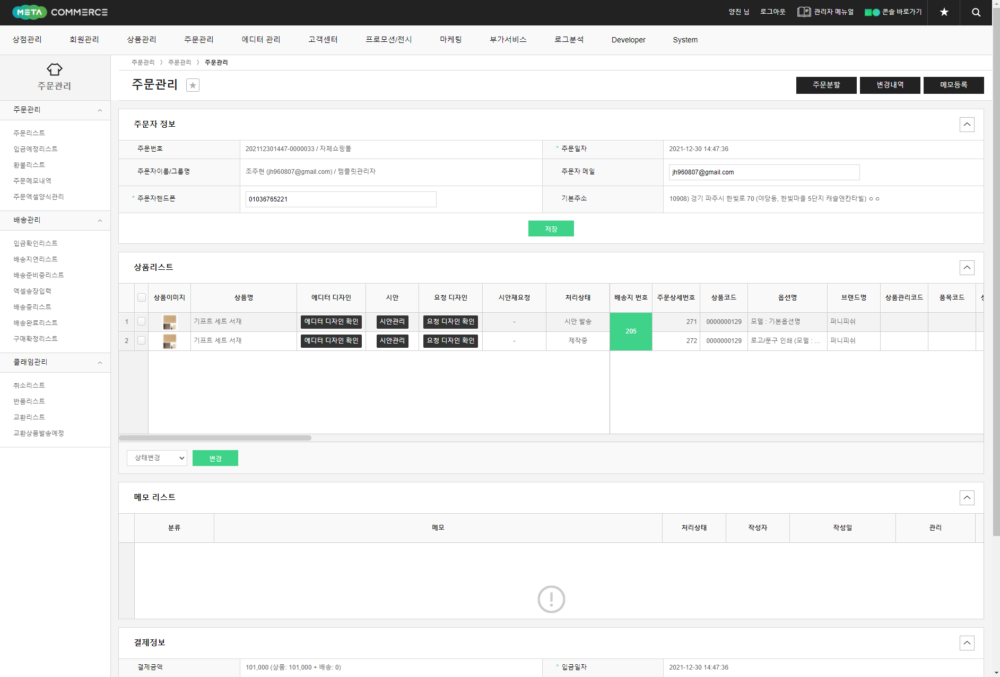 META COMMERCE
양진 님 로그아웃 관리자 메뉴얼 콘솔 바로가기
상점관리 회원관리 상품관리 주문관리 에디터 관리 고객센터 프로모션/전시 마케팅 부가서비스 로그분석 Developer System
주문관리
주문관리
주문리스트
입금예정리스트
환불리스트
주문메모내역
주문엑셀양식관리
배송관리
입금확인리스트
배송지연리스트
배송준비중리스트
엑셀송장입력
배송중리스트
배송완료리스트
구매확정리스트
클래임관리
취소리스트
반품리스트
교환리스트
교환상품발송예정
주문관리 > 주문관리 > 주문관리
주문관리
주문분할 변경내역 메모등록
주문자 정보
주문번호 202112301447-0000033 / 자체쇼핑몰 * 주문일자 2021-12-30 14:47:36
주문자이름/그룹명 조주현 (jh960807@gmail.com) / 템플릿관리자 주문자 메일 jh960807@gmail.com
* 주문자핸드폰 01036765221 기본주소 10908) 경기 파주시 한빛로 70 (야당동, 한빛마을 5단지 캐슬앤칸타빌) ㅇㅇ
저장
상품리스트
상품이미지 상품명 에디터 디자인 시안 요청 디자인 시안재요청 처리상태 배송지 번호 주문상세번호 상품코드 옵션명 브랜드명 상품관리코드 품목코드
1 기프트 세트 서재 에디터 디자인 확인 시안관리 요청 디자인 확인 - 시안 발송 205 271 0000000129 모델 : 기본옵션명 퍼니피쉬
2 기프트 세트 서재 에디터 디자인 확인 시안관리 요청 디자인 확인 - 제작중 272 0000000129 로고/문구 인쇄 (모델 : ... 퍼니피쉬
상태변경 변경
메모 리스트
분류 메모 처리상태 작성자 작성일 관리
결제정보
결제금액 101,000 (상품: 101,000 + 배송: 0) * 입금일자 2021-12-30 14:47:36